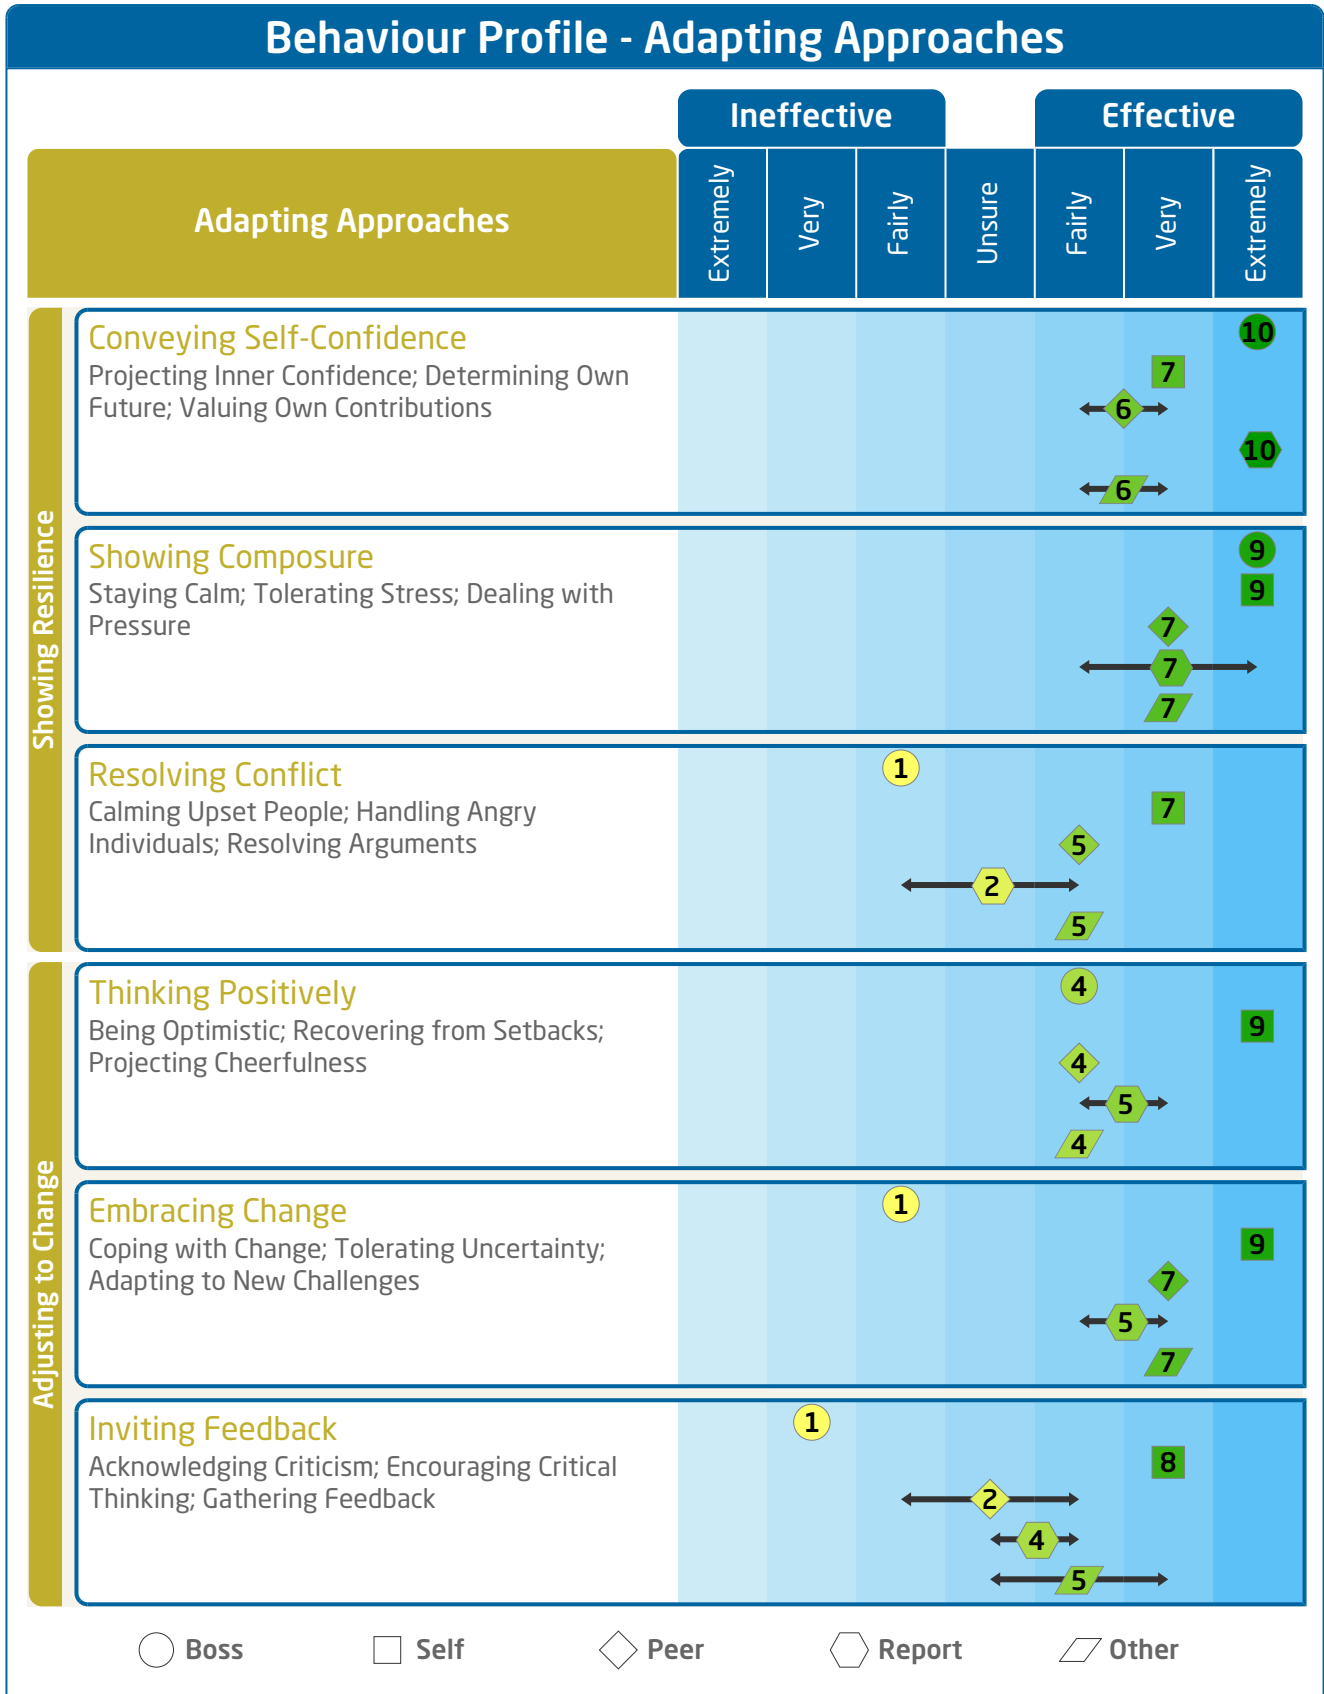 Behaviour Profile - Adapting Approaches
Ineffective
Effective
Adapting Approaches
Extremely
Very
Fairly
Unsure
Fairly
Very
Extremely
Showing Resilience
Conveying Self-Confidence
Projecting Inner Confidence; Determining Own
Future; Valuing Own Contributions
10
7
6
10
6
Showing Composure
Staying Calm; Tolerating Stress; Dealing with
Pressure
9
9
7
7
7
Resolving Conflict
Calming Upset People; Handling Angry
Individuals; Resolving Arguments
1
7
5
2
5
Adjusting to Change
Thinking Positively
Being Optimistic; Recovering from Setbacks;
Projecting Cheerfulness
4
9
4
5
4
Embracing Change
Coping with Change; Tolerating Uncertainty;
Adapting to New Challenges
1
9
7
5
7
Inviting Feedback
Acknowledging Criticism; Encouraging Critical
Thinking; Gathering Feedback
1
8
2
4
5
Boss
Self
Peer
Report
Other